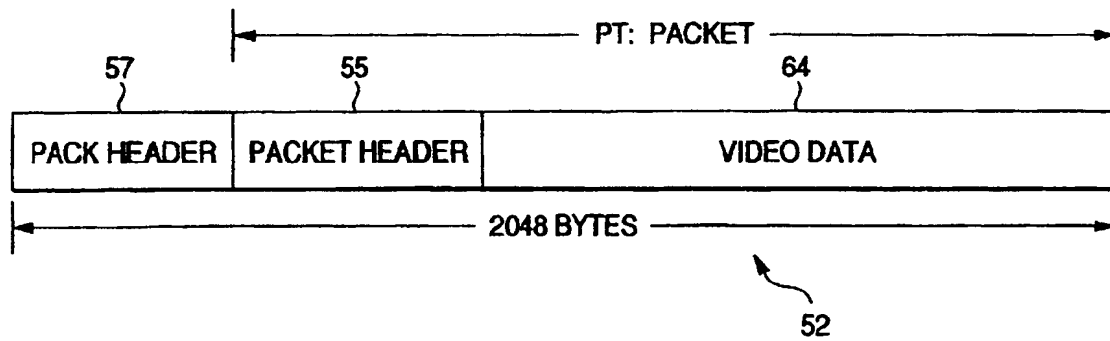 PT: PACKET
57 55 64
PACK HEADER PACKET HEADER VIDEO DATA
2048 BYTES
52